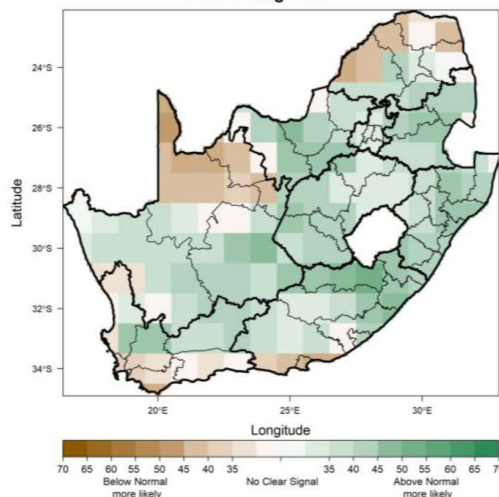 24°S
26°S
28°S
30°S
32°S
34°S
Latitude
20°E
25°E
30°E
Longitude
70 65 60 55 50 45 40 35 35 40 45 50 55 60 65 70
Below Normal No Clear Signal Above Normal
more likely more likely